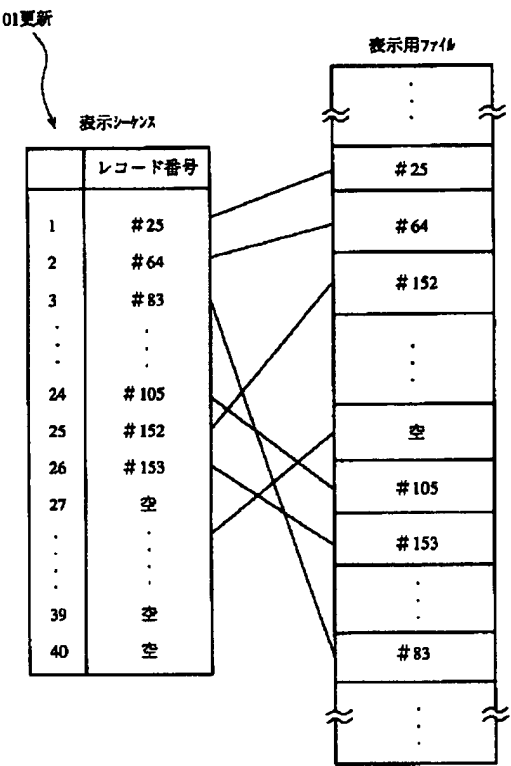 01更新
表示シーケンス
レコード番号
1 #25
2 #64
3 #83
24 #105
25 #152
26 #153
27 空
39 空
40 空
表示用ファイル
#25
#64
#152
空
#105
#153
#83